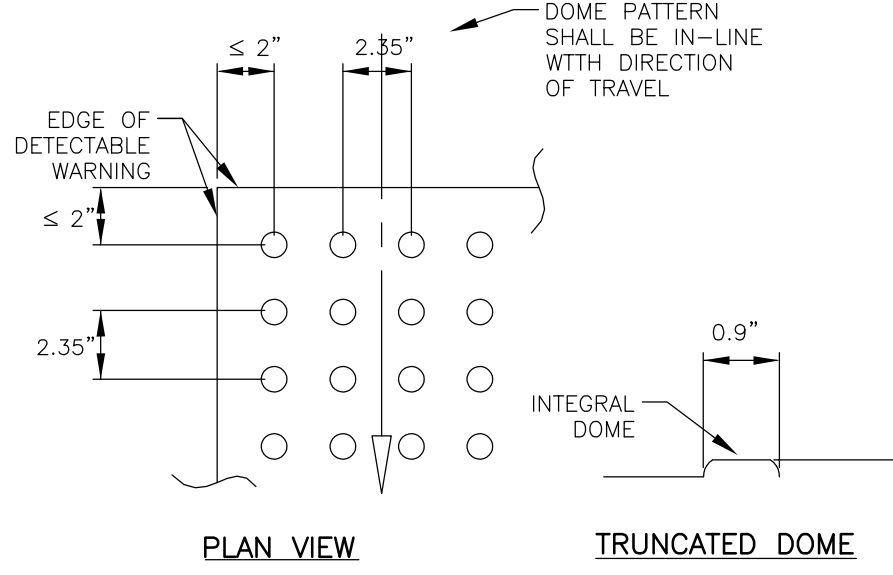 DOME PATTERN
SHALL BE IN-LINE
WTTH DIRECTION
OF TRAVEL
≤ 2”
2.35”
EDGE OF
DETECTABLE
WARNING
≤ 2”
2.35”
0.9”
INTEGRAL
DOME
PLAN VIEW
TRUNCATED DOME